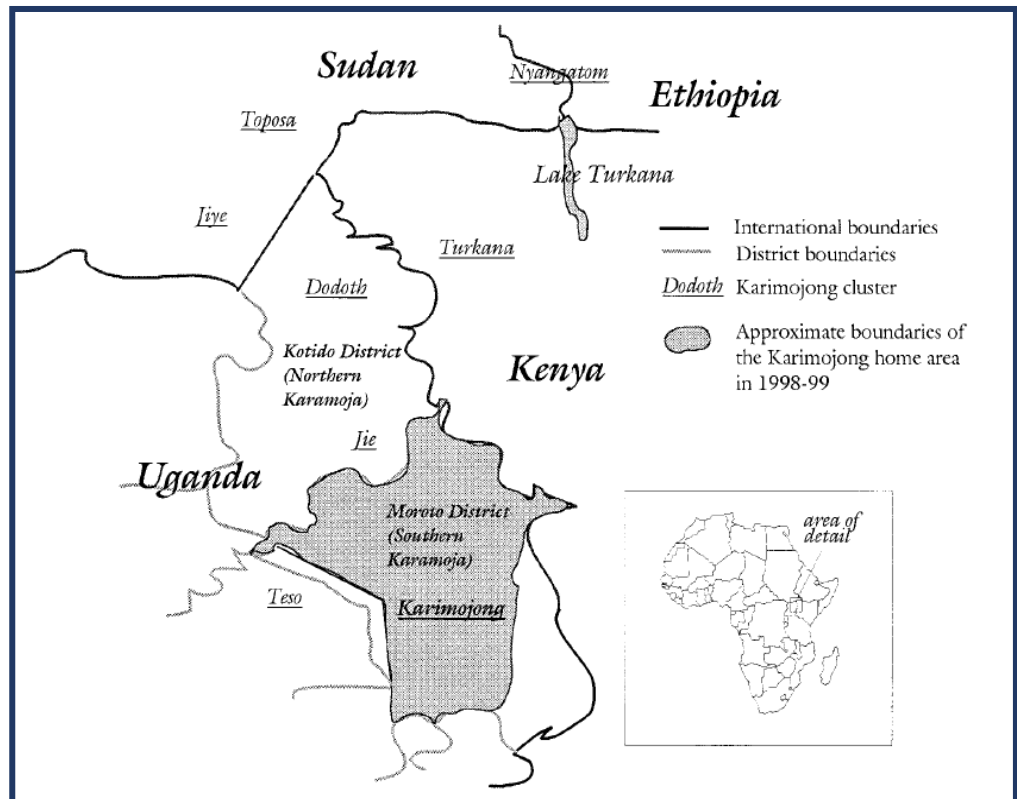 Sudan
Nyangatom
Ethiopia
Toposa
Lake Turkana
Jiye
Turkana
International boundaries
District boundaries
Dodoth
Dodoth Karimojong cluster
Approximate boundaries of
the Karimojong home area
in 1998-99
Kotido District
(Northern
Karamoja)
Kenya
Jie
Uganda
Moroto District
(Southern
Karamoja)
area of
detail
Teso
Karimojong